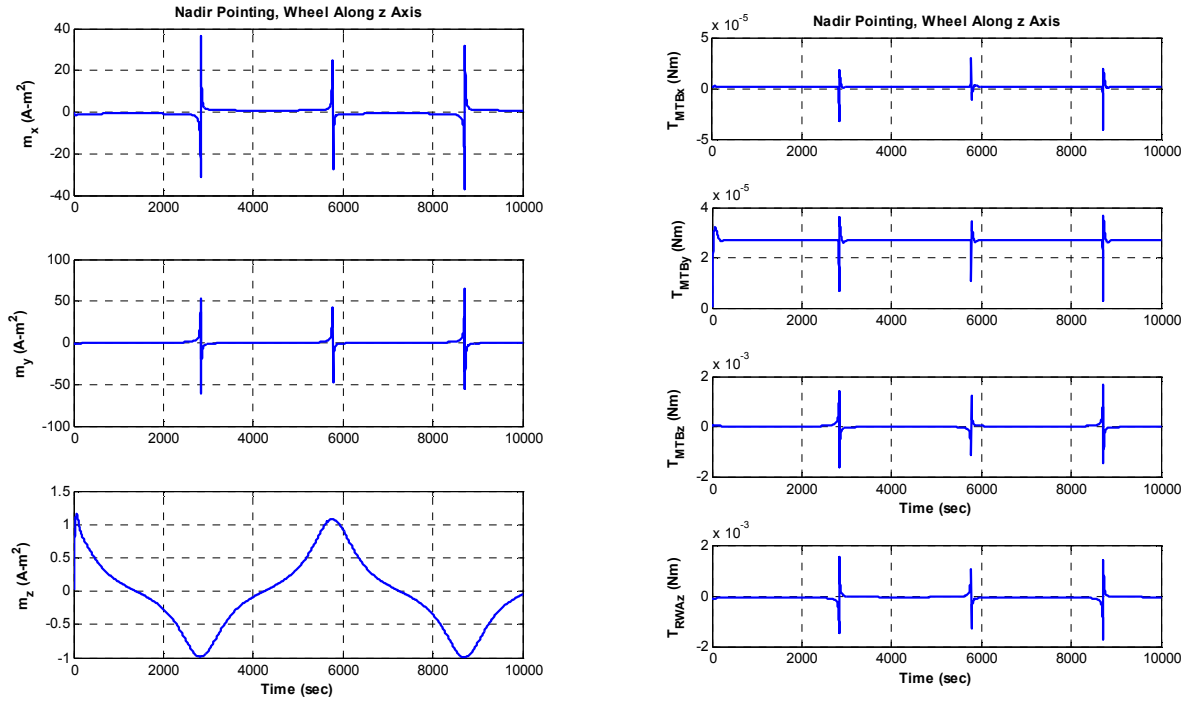 Nadir Pointing, Wheel Along z Axis
40
20
0
-20
-40
m_x (A-m²)
0 2000 4000 6000 8000 10000
100
50
0
-50
-100
m_y (A-m²)
0 2000 4000 6000 8000 10000
1.5
1
0.5
0
-0.5
-1
m_z (A-m²)
0 2000 4000 6000 8000 10000
Time (sec)
Nadir Pointing, Wheel Along z Axis
x 10⁻⁵
5
0
-5
T_MTBx (Nm)
0 2000 4000 6000 8000 10000
x 10⁻⁵
4
2
0
T_MTBy (Nm)
0 2000 4000 6000 8000 10000
x 10⁻³
2
0
-2
T_MTBz (Nm)
0 2000 4000 6000 8000 10000
Time (sec)
x 10⁻³
2
0
-2
T_RWAz (Nm)
0 2000 4000 6000 8000 10000
Time (sec)